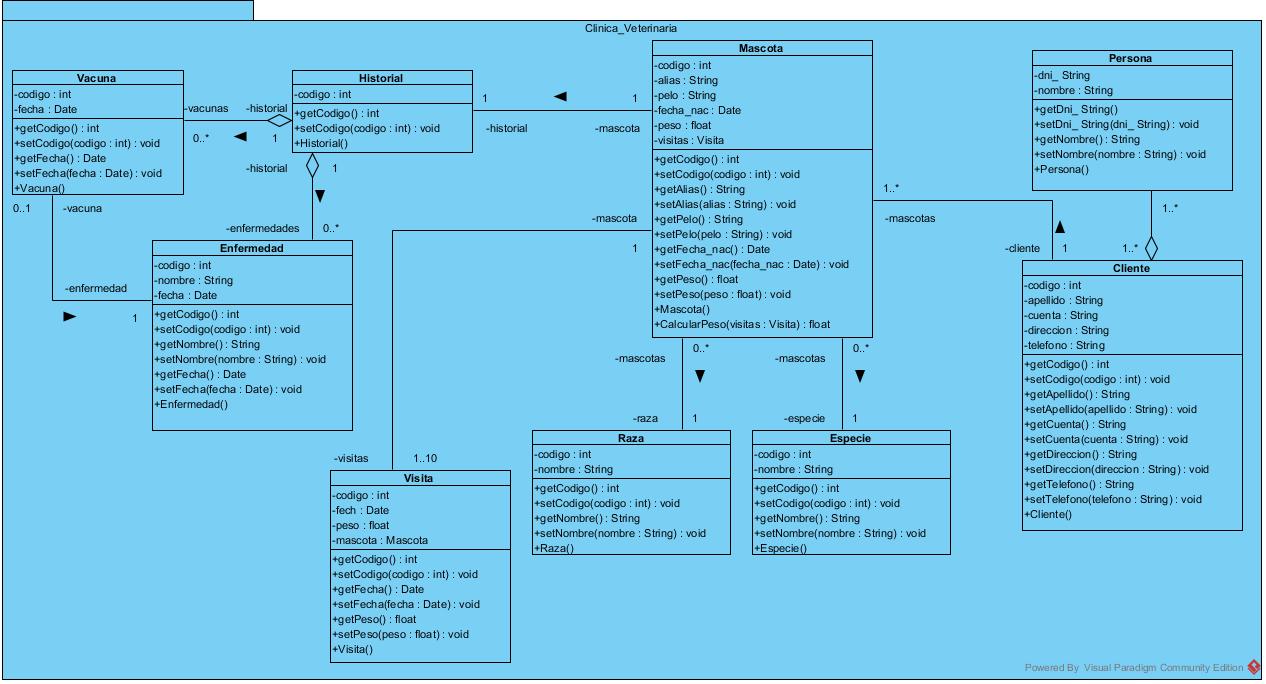 Clinica_Veterinaria
Vacuna
-codigo : int
-fecha : Date
+getCodigo() : int
+setCodigo(codigo : int) : void
+getFecha() : Date
+setFecha(fecha : Date) : void
+Vacuna()
-vacunas
-historial
0..*
1
Historial
-codigo : int
+getCodigo() : int
+setCodigo(codigo : int) : void
+Historial()
1
1
-historial
-mascota
-historial
1
-enfermedades
0..*
0..1
-vacuna
-enfermedad
1
Enfermedad
-codigo : int
-nombre : String
-fecha : Date
+getCodigo() : int
+setCodigo(codigo : int) : void
+getNombre() : String
+setNombre(nombre : String) : void
+getFecha() : Date
+setFecha(fecha : Date) : void
+Enfermedad()
Mascota
-codigo : int
-alias : String
-pelo : String
-fecha_nac : Date
-peso : float
-visitas : Visita
+getCodigo() : int
+setCodigo(codigo : int) : void
+getAlias() : String
+setAlias(alias : String) : void
+getPelo() : String
+setPelo(pelo : String) : void
+getFecha_nac() : Date
+setFecha_nac(fecha_nac : Date) : void
+getPeso() : float
+setPeso(peso : float) : void
+Mascota()
+CalcularPeso(visitas : Visita) : float
-mascota
1
-visitas
1..10
Visita
-codigo : int
-fech : Date
-peso : float
-mascota : Mascota
+getCodigo() : int
+setCodigo(codigo : int) : void
+getFecha() : Date
+setFecha(fecha : Date) : void
+getPeso() : float
+setPeso(peso : float) : void
+Visita()
-mascotas
0..*
-raza
1
Raza
-codigo : int
-nombre : String
+getCodigo() : int
+setCodigo(codigo : int) : void
+getNombre() : String
+setNombre(nombre : String) : void
+Raza()
-mascotas
0..*
-especie
1
Especie
-codigo : int
-nombre : String
+getCodigo() : int
+setCodigo(codigo : int) : void
+getNombre() : String
+setNombre(nombre : String) : void
+Especie()
1..*
-mascotas
-cliente
1
Persona
-dni_ String
-nombre : String
+getDni_ String()
+setDni_ String(dni_ String) : void
+getNombre() : String
+setNombre(nombre : String) : void
+Persona()
1..*
1..*
Cliente
-codigo : int
-apellido : String
-cuenta : String
-direccion : String
-telefono : String
+getCodigo() : int
+setCodigo(codigo : int) : void
+getApellido() : String
+setApellido(apellido : String) : void
+getCuenta() : String
+setCuenta(cuenta : String) : void
+getDireccion() : String
+setDireccion(direccion : String) : void
+getTelefono() : String
+setTelefono(telefono : String) : void
+Cliente()
Powered By Visual Paradigm Community Edition